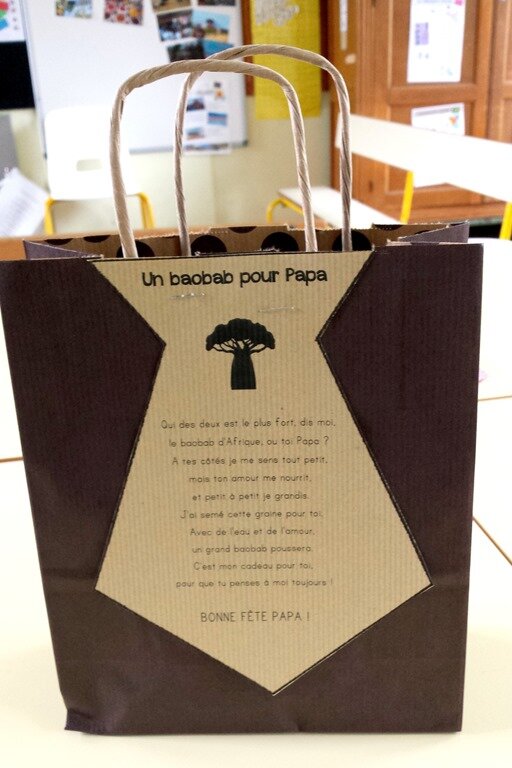 Un baobab pour Papa
Qui des deux est le plus fort, dis moi,
le baobab d'Afrique, ou toi Papa ?
A tes côtés je me sens tout petit,
mais ton amour me nourrit,
et petit à petit je grandis.
J'ai semé cette graine pour toi,
Avec de l'eau et de l'amour,
un grand baobab poussera.
C'est mon cadeau pour toi,
pour que tu penses à moi toujours !
BONNE FÊTE PAPA !